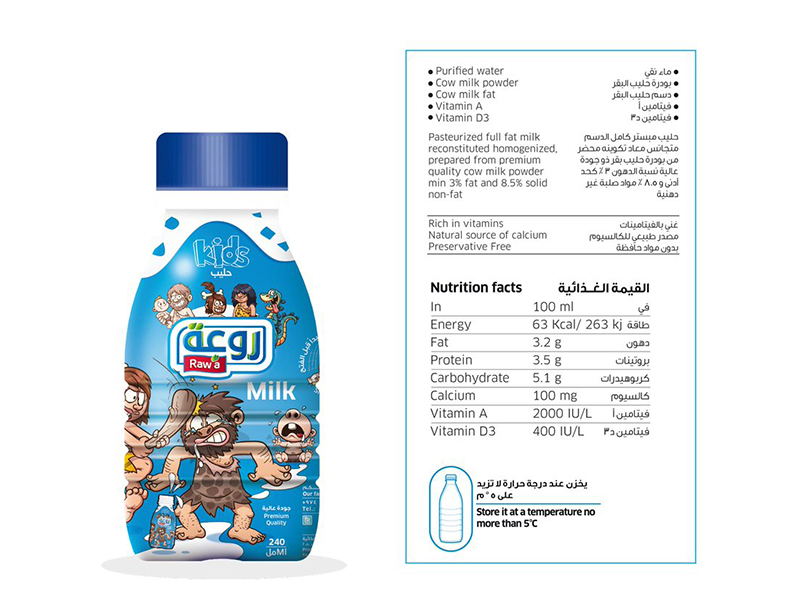 kids
حليب
روعة
Raw'a
Milk
جودة عالية
Premium
Quality
240
مل Ml
• Purified water
• Cow milk powder
• Cow milk fat
• Vitamin A
• Vitamin D3
• ماء نقي
• بودرة حليب البقر
• دسم حليب البقر
• فيتامين أ
• فيتامين د٣
Pasteurized full fat milk
reconstituted homogenized,
prepared from premium
quality cow milk powder
min 3% fat and 8.5% solid
non-fat
حليب مبستر كامل الدسم
متجانس معاد تكوينه محضر
من بودرة حليب بقر ذو جودة
عالية نسبة الدهون ٣ ٪ كحد
أدنى و ٨.٥ ٪ مواد صلبة غير
دهنية
Rich in vitamins
Natural source of calcium
Preservative Free
غني بالفيتامينات
مصدر طبيعي للكالسيوم
بدون مواد حافظة
Nutrition facts القيمة الغـذائية
In 100 ml في
Energy 63 Kcal/ 263 kj طاقة
Fat 3.2 g دهون
Protein 3.5 g بروتينات
Carbohydrate 5.1 g كربوهيدرات
Calcium 100 mg كالسيوم
Vitamin A 2000 IU/L فيتامين أ
Vitamin D3 400 IU/L فيتامين د٣
يخزن عند درجة حرارة لا تزيد
على ٥ °م
Store it at a temperature no
more than 5°C